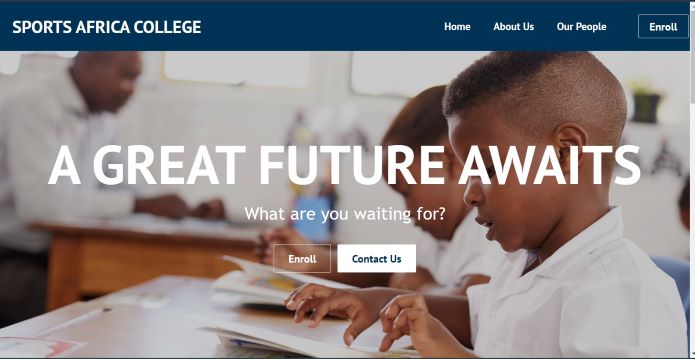 SPORTS AFRICA COLLEGE
Home About Us Our People Enroll
A GREAT FUTURE AWAITS
What are you waiting for?
Enroll Contact Us